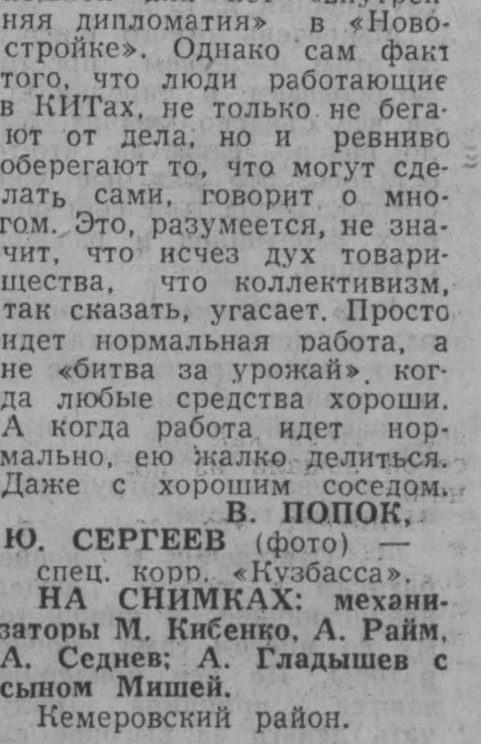 няя дипломатия» в «Ново-
стройке». Однако сам факт
того, что люди работающие
в КИТах, не только не бега-
ют от дела, но и ревниво
оберегают то, что могут сде-
лать сами, говорит о мно-
гом. Это, разумеется, не зна-
чит, что исчез дух товари-
щества, что коллективизм,
так сказать, угасает. Просто
идет нормальная работа, а
не «битва за урожай», ког-
да любые средства хороши.
А когда работа идет нор-
мально, ею жалко делиться.
Даже с хорошим соседом.
В. ПОПОК,
Ю. СЕРГЕЕВ (фото) —
спец. корр. «Кузбасса».
НА СНИМКАХ: механи-
заторы М. Кибенко, А. Райм,
А. Седнев; А. Гладышев с
сыном Мишей.
Кемеровский район.